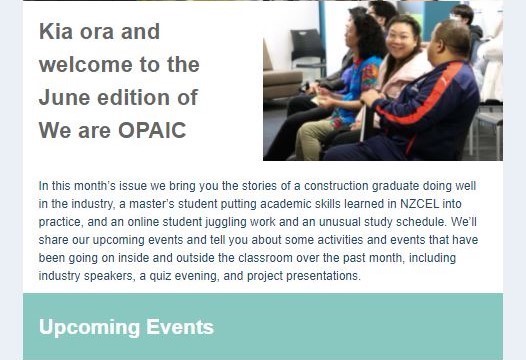 Kia ora and
welcome to the
June edition of
We are OPAIC
In this month’s issue we bring you the stories of a construction graduate doing well
in the industry, a master’s student putting academic skills learned in NZCEL into
practice, and an online student juggling work and an unusual study schedule. We’ll
share our upcoming events and tell you about some activities and events that have
been going on inside and outside the classroom over the past month, including
industry speakers, a quiz evening, and project presentations.
Upcoming Events